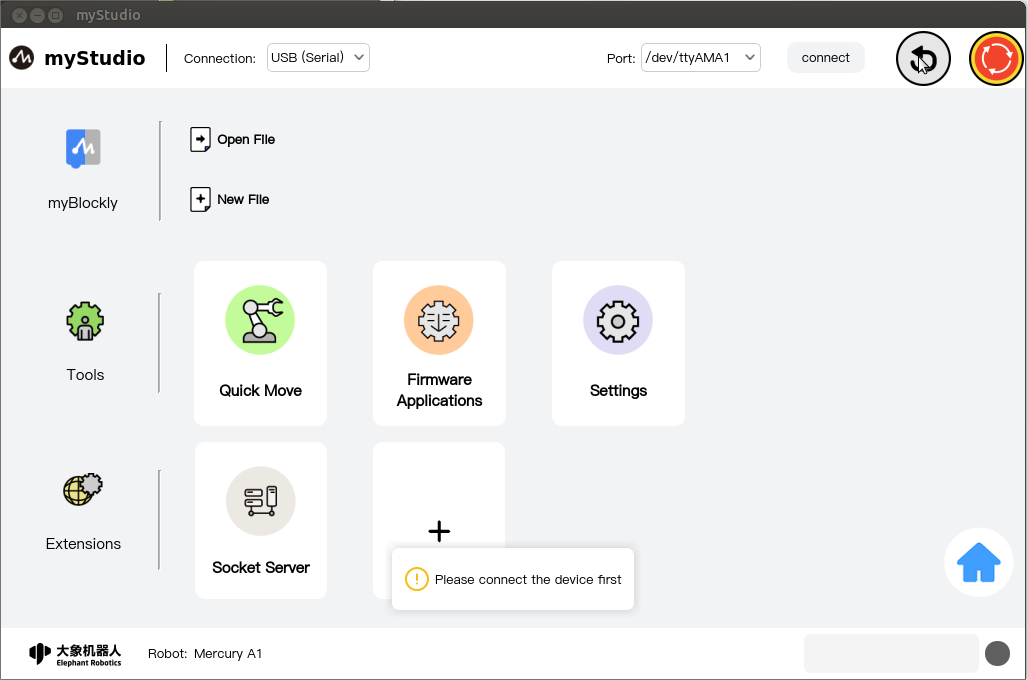 myStudio
myStudio
Connection:
USB (Serial)
Port:
/dev/ttyAMA1
connect
myBlockly
Open File
New File
Tools
Quick Move
Firmware
Applications
Settings
Extensions
Socket Server
Please connect the device first
大象机器人
Elephant Robotics
Robot: Mercury A1